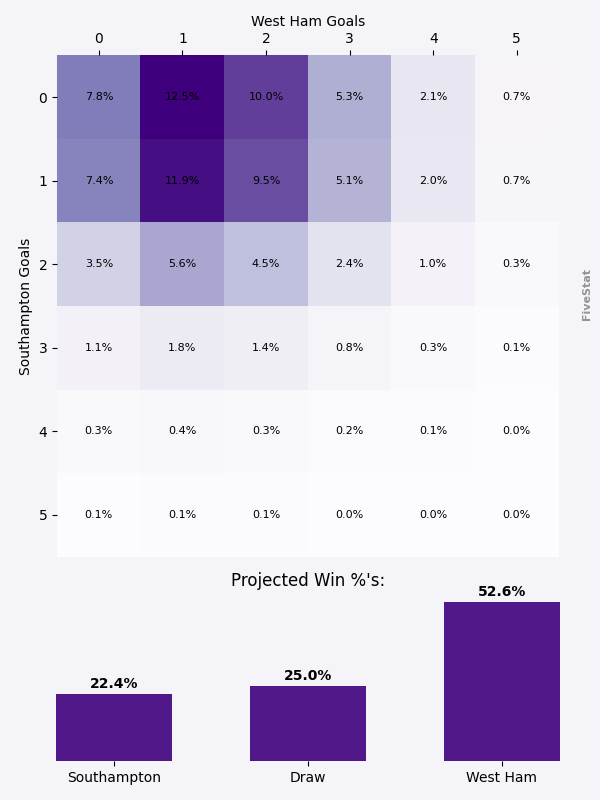 West Ham Goals
0 1 2 3 4 5
0 7.8% 12.5% 10.0% 5.3% 2.1% 0.7%
1 7.4% 11.9% 9.5% 5.1% 2.0% 0.7%
2 3.5% 5.6% 4.5% 2.4% 1.0% 0.3%
3 1.1% 1.8% 1.4% 0.8% 0.3% 0.1%
4 0.3% 0.4% 0.3% 0.2% 0.1% 0.0%
5 0.1% 0.1% 0.1% 0.0% 0.0% 0.0%
Southampton Goals
FiveStat
Projected Win %'s:
22.4% 25.0% 52.6%
Southampton Draw West Ham